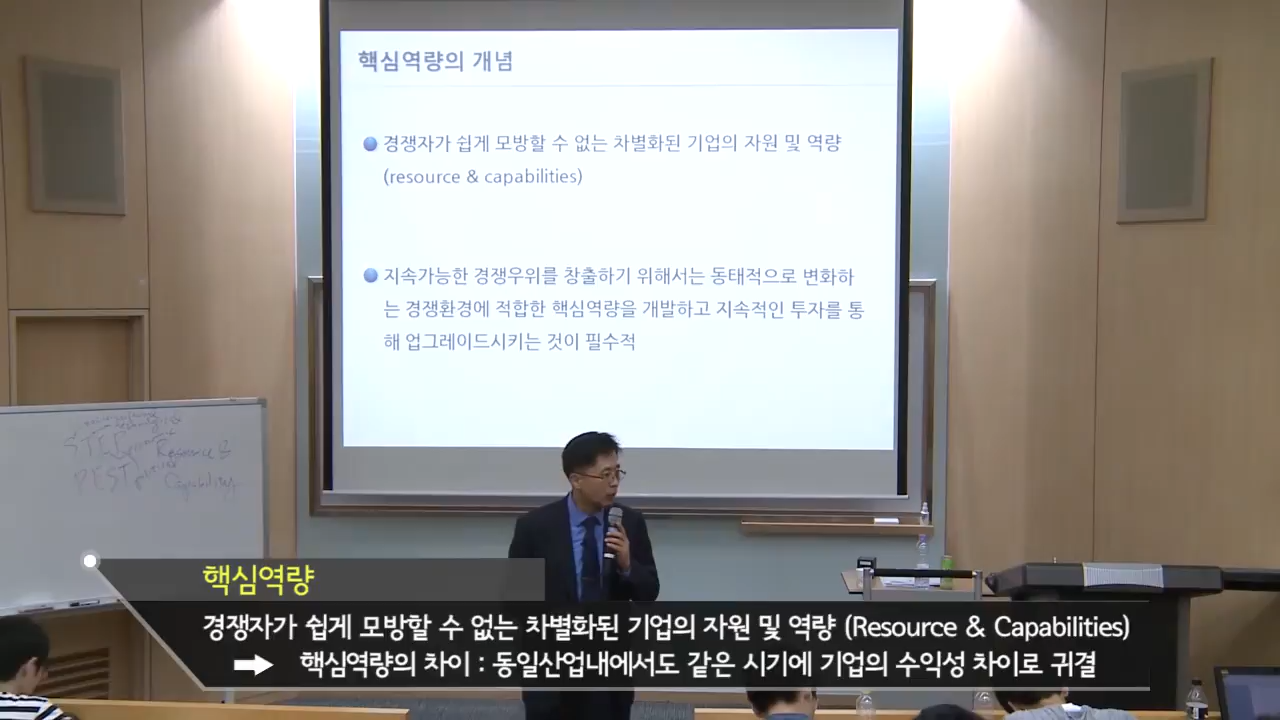 핵심역량의 개념
경쟁자가 쉽게 모방할 수 없는 차별화된 기업의 자원 및 역량
(resource & capabilities)
지속가능한 경쟁우위를 창출하기 위해서는 동태적으로 변화하
는 경쟁환경에 적합한 핵심역량을 개발하고 지속적인 투자를 통
해 업그레이드시키는 것이 필수적
Resource &
PEST
Capability
핵심역량
경쟁자가 쉽게 모방할 수 없는 차별화된 기업의 자원 및 역량 (Resource & Capabilities)
핵심역량의 차이 : 동일산업내에서도 같은 시기에 기업의 수익성 차이로 귀결